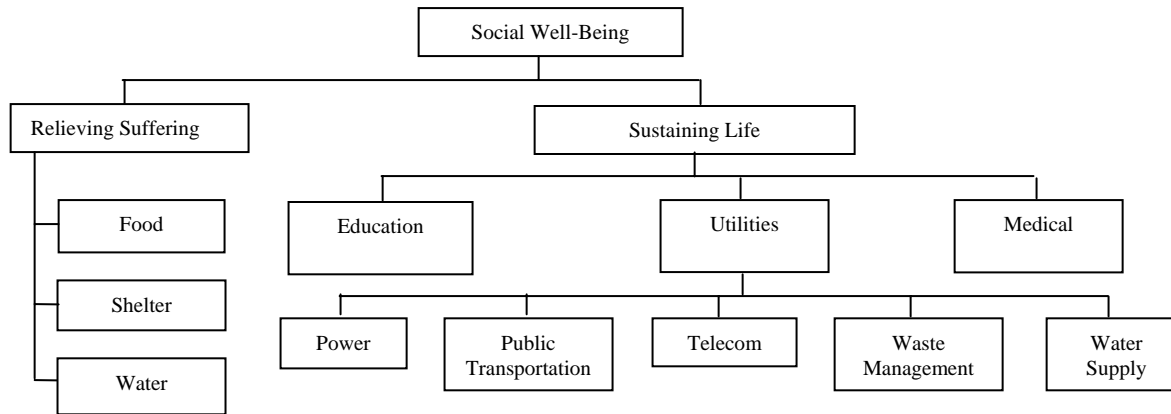 Social Well-Being
Relieving Suffering
Sustaining Life
Food
Shelter
Water
Education
Utilities
Medical
Power
Public
Transportation
Telecom
Waste
Management
Water
Supply